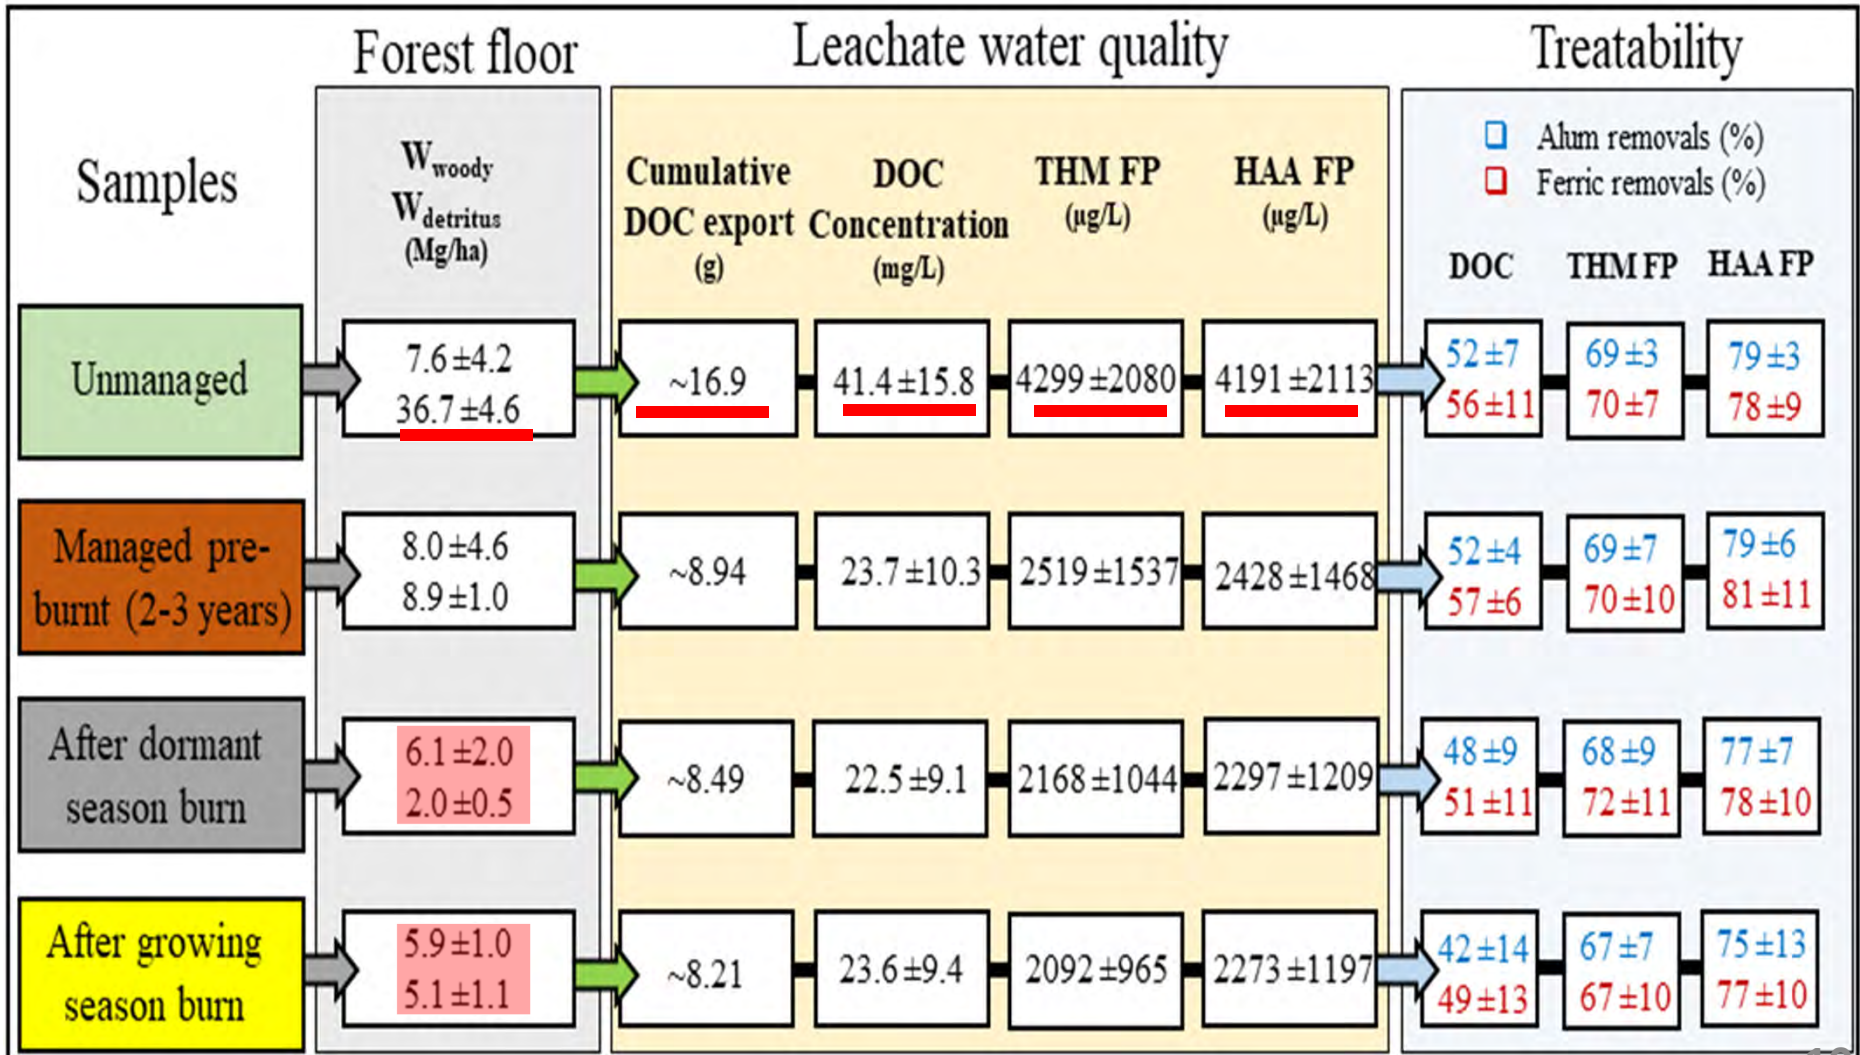 Forest floor
Leachate water quality
Treatability
Samples
W woody
W detritus
(Mg/ha)
Cumulative
DOC export
(g)
DOC
Concentration
(mg/L)
THM FP
(µg/L)
HAA FP
(µg/L)
Alum removals (%)
Ferric removals (%)
DOC
THM FP
HAA FP
Unmanaged
7.6 ±4.2
36.7 ±4.6
~16.9
41.4 ±15.8
4299 ±2080
4191 ±2113
52 ±7
56 ±11
69 ±3
70 ±7
79 ±3
78 ±9
Managed pre-
burnt (2-3 years)
8.0 ±4.6
8.9 ±1.0
~8.94
23.7 ±10.3
2519 ±1537
2428 ±1468
52 ±4
57 ±6
69 ±7
70 ±10
79 ±6
81 ±11
After dormant
season burn
6.1 ±2.0
2.0 ±0.5
~8.49
22.5 ±9.1
2168 ±1044
2297 ±1209
48 ±9
51 ±11
68 ±9
72 ±11
77 ±7
78 ±10
After growing
season burn
5.9 ±1.0
5.1 ±1.1
~8.21
23.6 ±9.4
2092 ±965
2273 ±1197
42 ±14
49 ±13
67 ±7
67 ±10
75 ±13
77 ±10